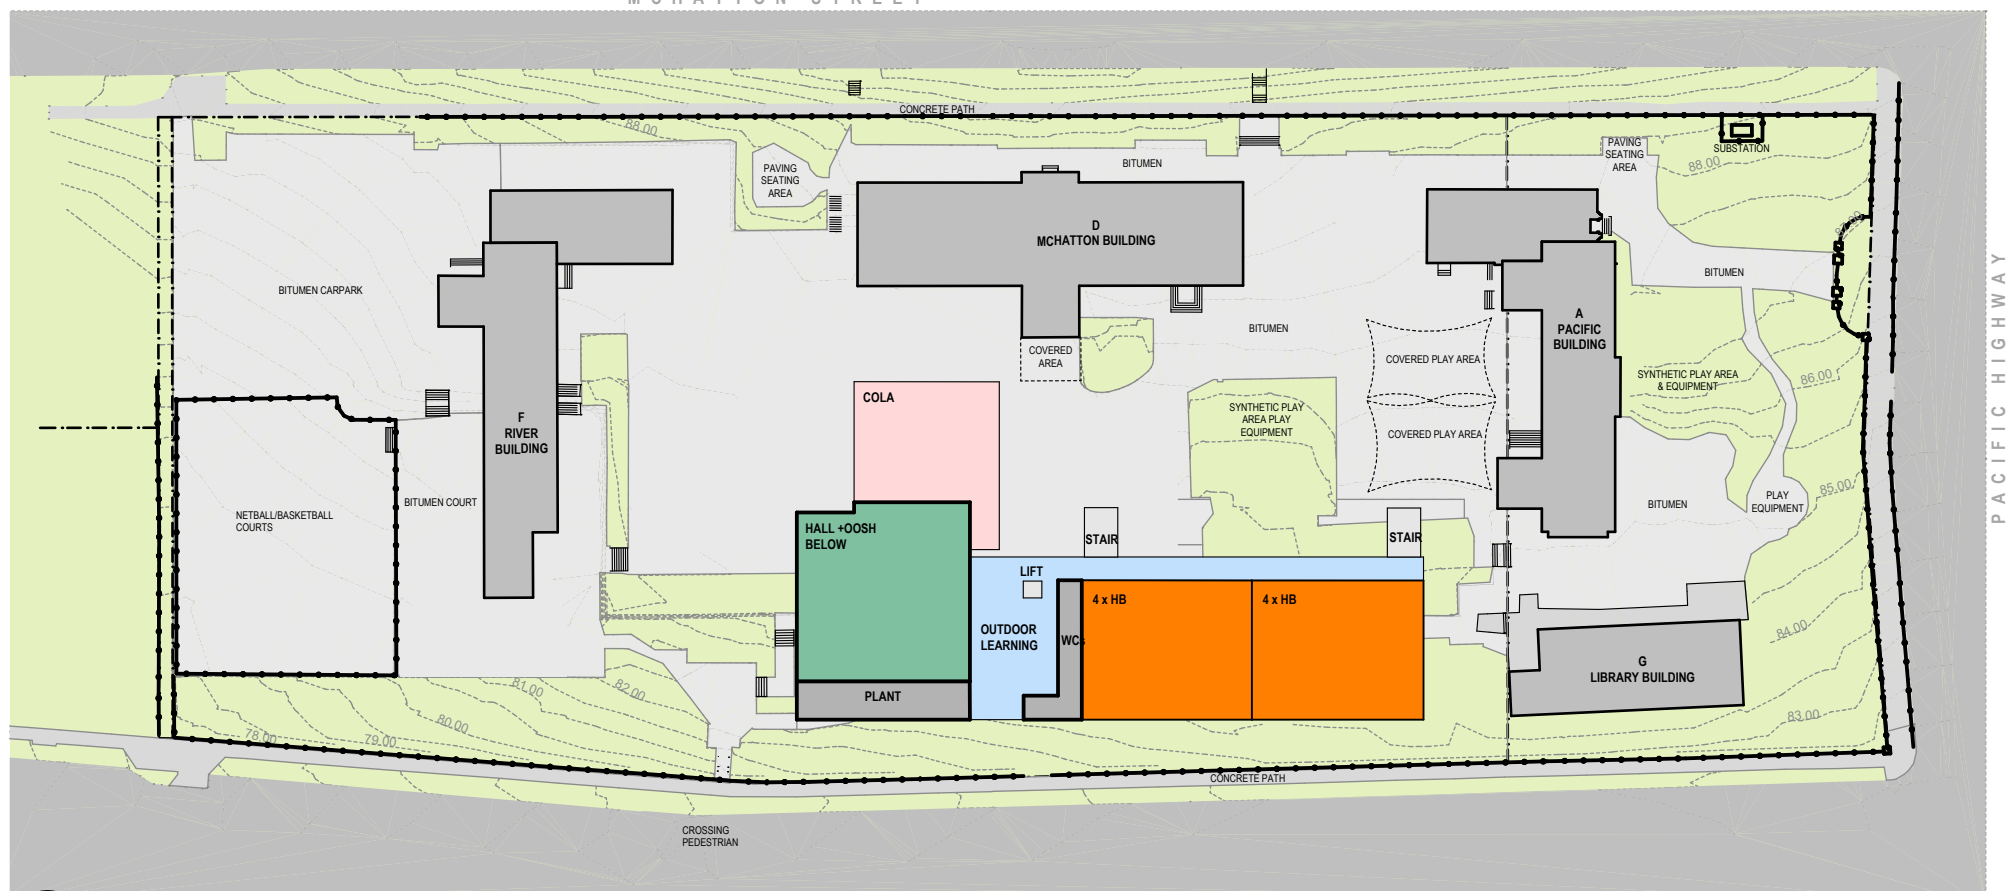 MCHATTON STREET
CONCRETE PATH
88.00
BITUMEN
PAVING
SEATING
AREA
PAVING
SEATING
AREA
SUBSTATION
88.00
D
MCHATTON BUILDING
BITUMEN
BITUMEN CARPARK
PACIFIC HIGHWAY
A
PACIFIC
BUILDING
BITUMEN
COVERED
AREA
COVERED PLAY AREA
SYNTHETIC PLAY AREA
& EQUIPMENT
86.00
COLA
F
RIVER
BUILDING
SYNTHETIC PLAY
AREA PLAY
EQUIPMENT
COVERED PLAY AREA
BITUMEN COURT
NETBALL/BASKETBALL
COURTS
HALL +OOSH
BELOW
STAIR
STAIR
BITUMEN
PLAY
EQUIPMENT
85.00
LIFT
4 x HB
4 x HB
OUTDOOR
LEARNING
WCs
84.00
G
LIBRARY BUILDING
PLANT
81.00
82.00
80.00
79.00
78.00
83.00
CONCRETE PATH
CROSSING
PEDESTRIAN